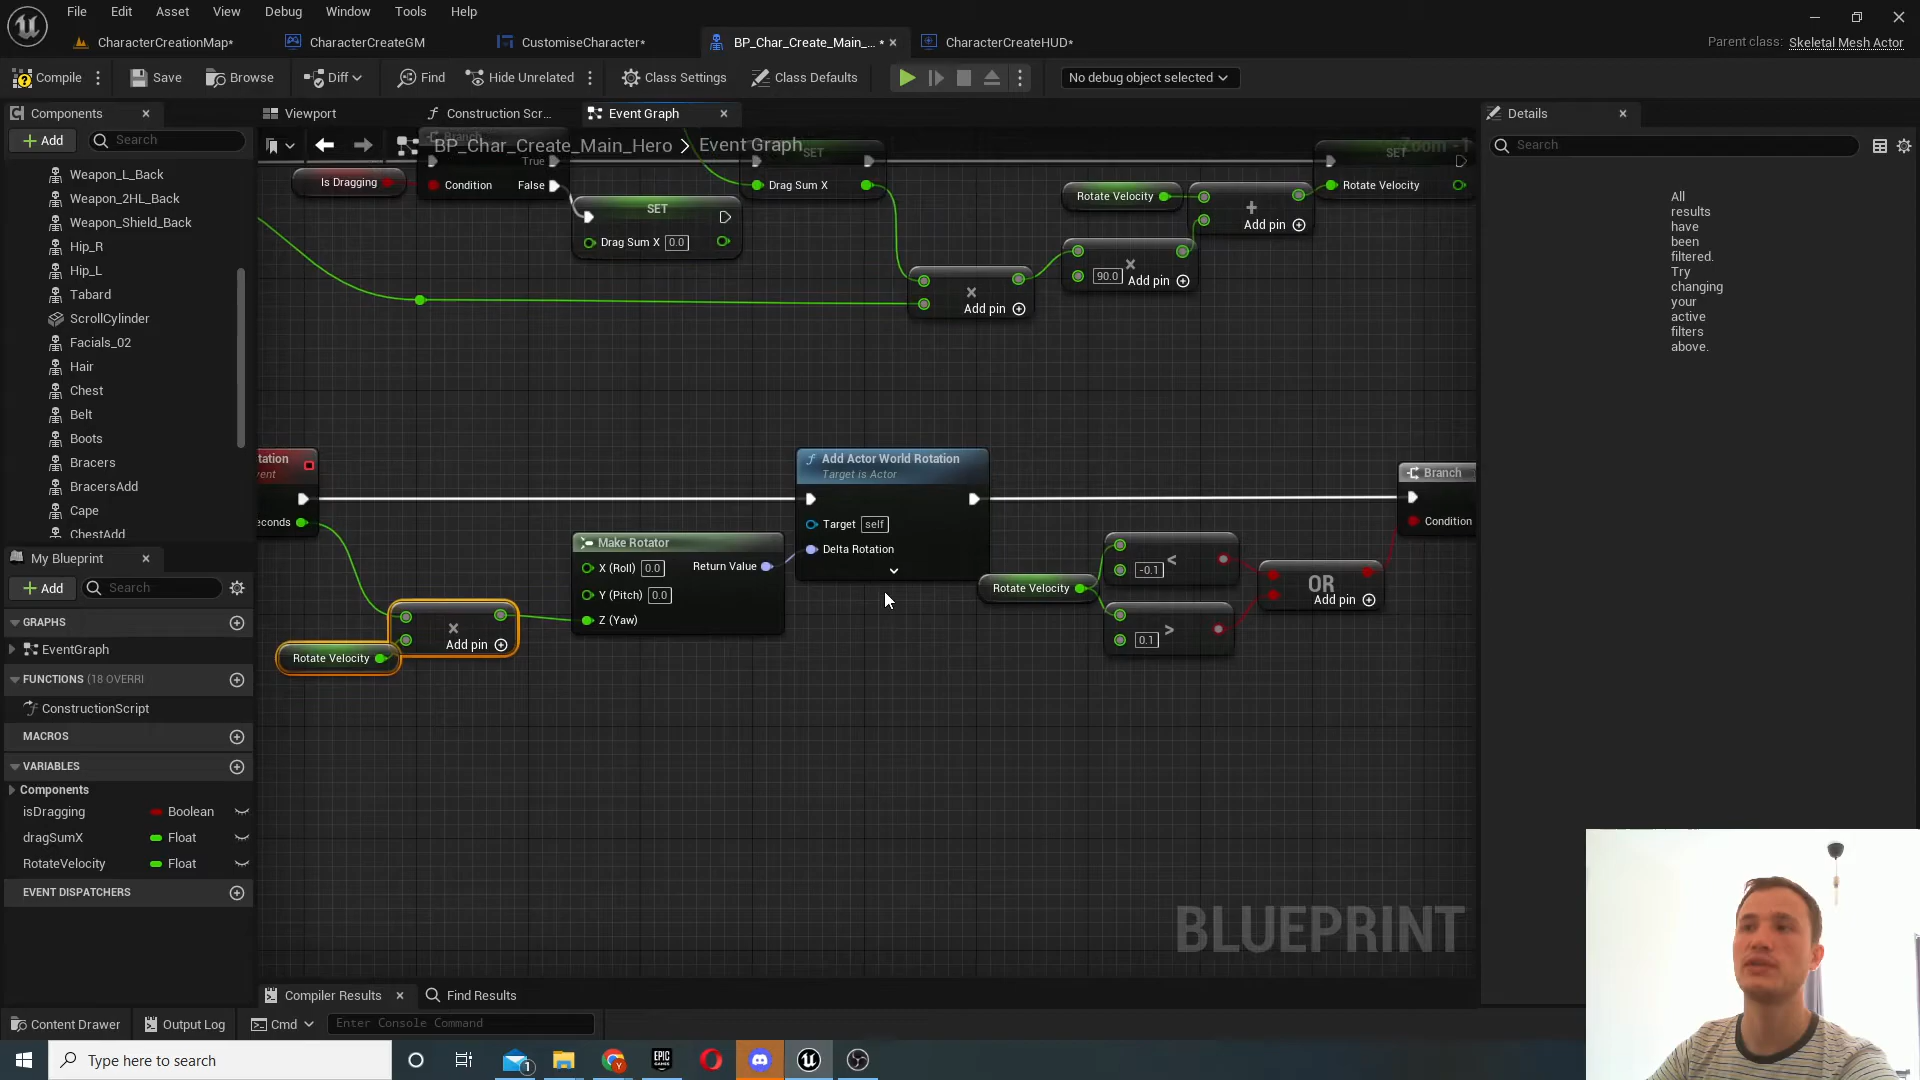 File Edit Asset View Debug Window Tools Help
CharacterCreationMap* CharacterCreateGM CustomiseCharacter* BP_Char_Create_Main_... * CharacterCreateHUD* Parent class: Skeletal Mesh Actor
Compile Save Browse Diff Find Hide Unrelated Class Settings Class Defaults No debug object selected
Components Viewport Construction Scr... Event Graph Details
Add Search BP_Char_Create_Main_Hero > Event Graph Zoom -1 Search
Weapon_L_Back
Weapon_2HL_Back
Weapon_Shield_Back
Hip_R
Hip_L
Tabard
ScrollCylinder
Facials_02
Hair
Chest
Belt
Boots
Bracers
BracersAdd
Cape
ChestAdd
My Blueprint
Add Search
GRAPHS
EventGraph
FUNCTIONS (18 OVERRI
ConstructionScript
MACROS
VARIABLES
Components
isDragging Boolean
dragSumX Float
RotateVelocity Float
EVENT DISPATCHERS
Branch
True
Is Dragging Condition False
SET
Drag Sum X 0.0
SET
Drag Sum X
×
Add pin
Rotate Velocity
+
Add pin
×
90.0 Add pin
SET
Rotate Velocity
tation
ent
econds
Rotate Velocity
×
Add pin
Make Rotator
X (Roll) 0.0 Return Value
Y (Pitch) 0.0
Z (Yaw)
Add Actor World Rotation
Target is Actor
Target self
Delta Rotation
Rotate Velocity
<
-0.1
>
0.1
OR
Add pin
Branch
Condition
BLUEPRINT
All
results
have
been
filtered.
Try
changing
your
active
filters
above.
Compiler Results Find Results
Content Drawer Output Log Cmd Enter Console Command
Type here to search
1
EPIC
GAMES